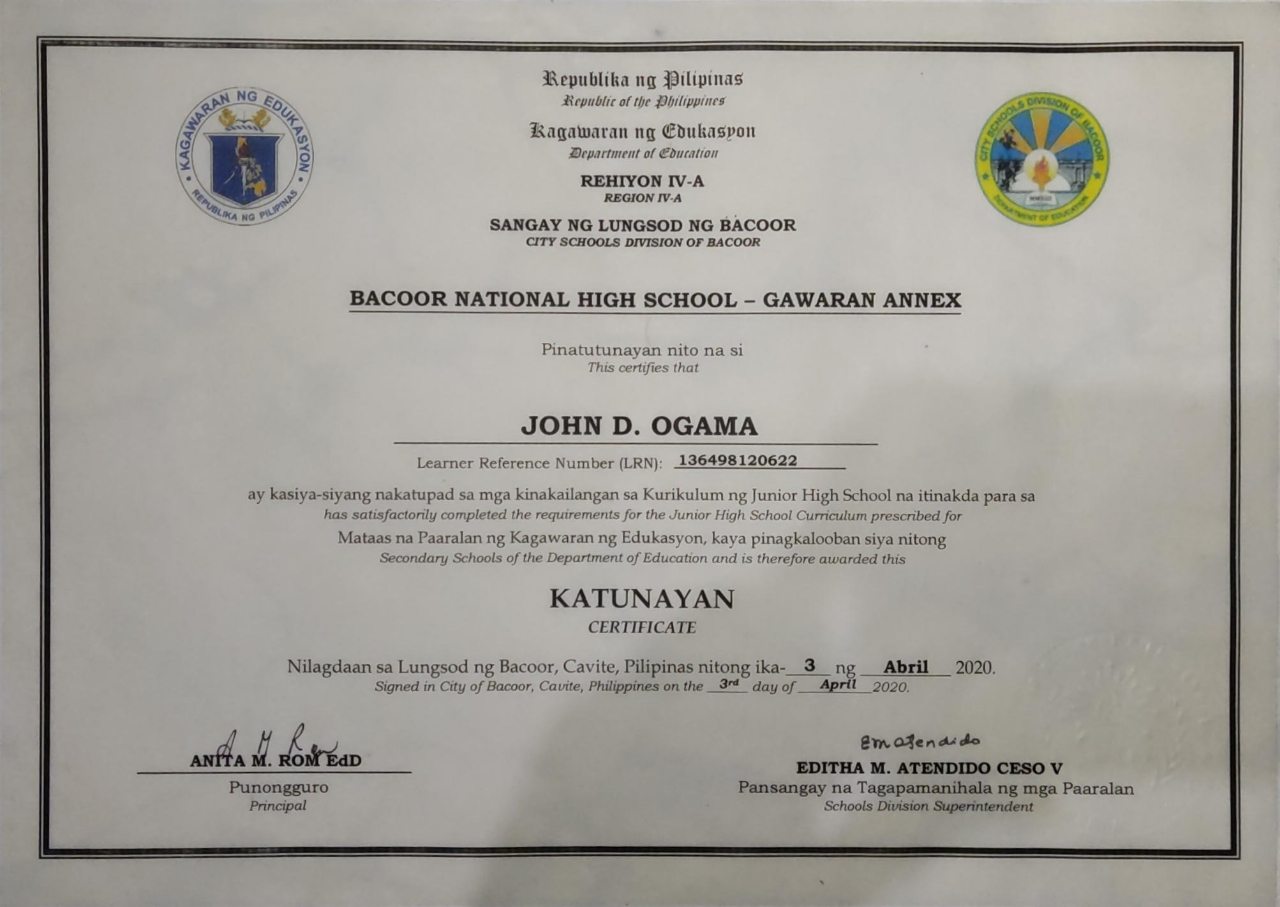 Republika ng Pilipinas
Republic of the Philippines
Kagawaran ng Edukasyon
Department of Education
REHIYON IV-A
REGION IV-A
SANGAY NG LUNGSOD NG BACOOR
CITY SCHOOLS DIVISION OF BACOOR
KAGAWARAN NG EDUKASYON
REPUBLIKA NG PILIPINAS
CITY SCHOOLS DIVISION OF BACOOR
DEPARTMENT OF EDUCATION
BACOOR NATIONAL HIGH SCHOOL – GAWARAN ANNEX
Pinatutunayan nito na si
This certifies that
JOHN D. OGAMA
Learner Reference Number (LRN): 136498120622
ay kasiya-siyang nakatupad sa mga kinakailangan sa Kurikulum ng Junior High School na itinakda para sa
has satisfactorily completed the requirements for the Junior High School Curriculum prescribed for
Mataas na Paaralan ng Kagawaran ng Edukasyon, kaya pinagkalooban siya nitong
Secondary Schools of the Department of Education and is therefore awarded this
KATUNAYAN
CERTIFICATE
Nilagdaan sa Lungsod ng Bacoor, Cavite, Pilipinas nitong ika- 3 ng Abril 2020.
Signed in City of Bacoor, Cavite, Philippines on the 3rd day of April 2020.
ANITA M. ROM EdD
Punongguro
Principal
EMAtendido
EDITHA M. ATENDIDO CESO V
Pansangay na Tagapamanihala ng mga Paaralan
Schools Division Superintendent